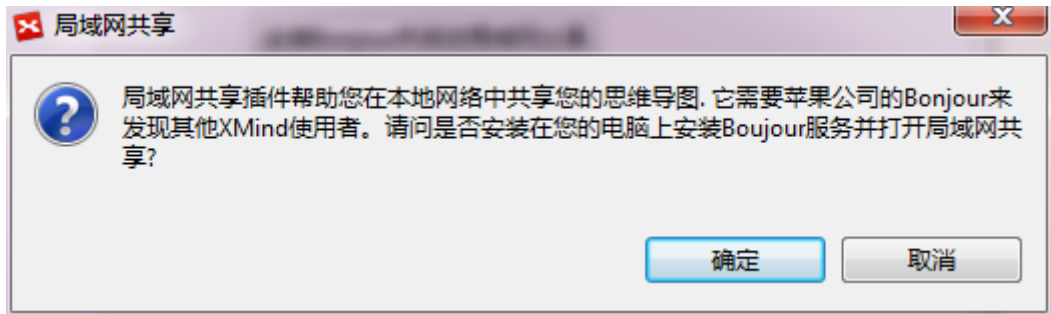 局域网共享
局域网共享插件帮助您在本地网络中共享您的思维导图. 它需要苹果公司的Bonjour来
发现其他XMind使用者。请问是否安装在您的电脑上安装Boujour服务并打开局域网共
享?
确定
取消